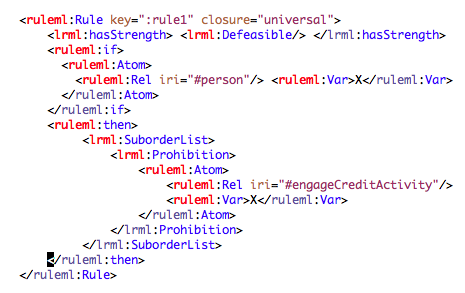 <ruleml:Rule key=":rule1" closure="universal">
<lrml:hasStrength> <lrml:Defeasible/> </lrml:hasStrength>
<ruleml:if>
<ruleml:Atom>
<ruleml:Rel iri="#person"/> <ruleml:Var>X</ruleml:Var>
</ruleml:Atom>
</ruleml:if>
<ruleml:then>
<lrml:SuborderList>
<lrml:Prohibition>
<ruleml:Atom>
<ruleml:Rel iri="#engageCreditActivity"/>
<ruleml:Var>X</ruleml:Var>
</ruleml:Atom>
</lrml:Prohibition>
</lrml:SuborderList>
</ruleml:then>
</ruleml:Rule>